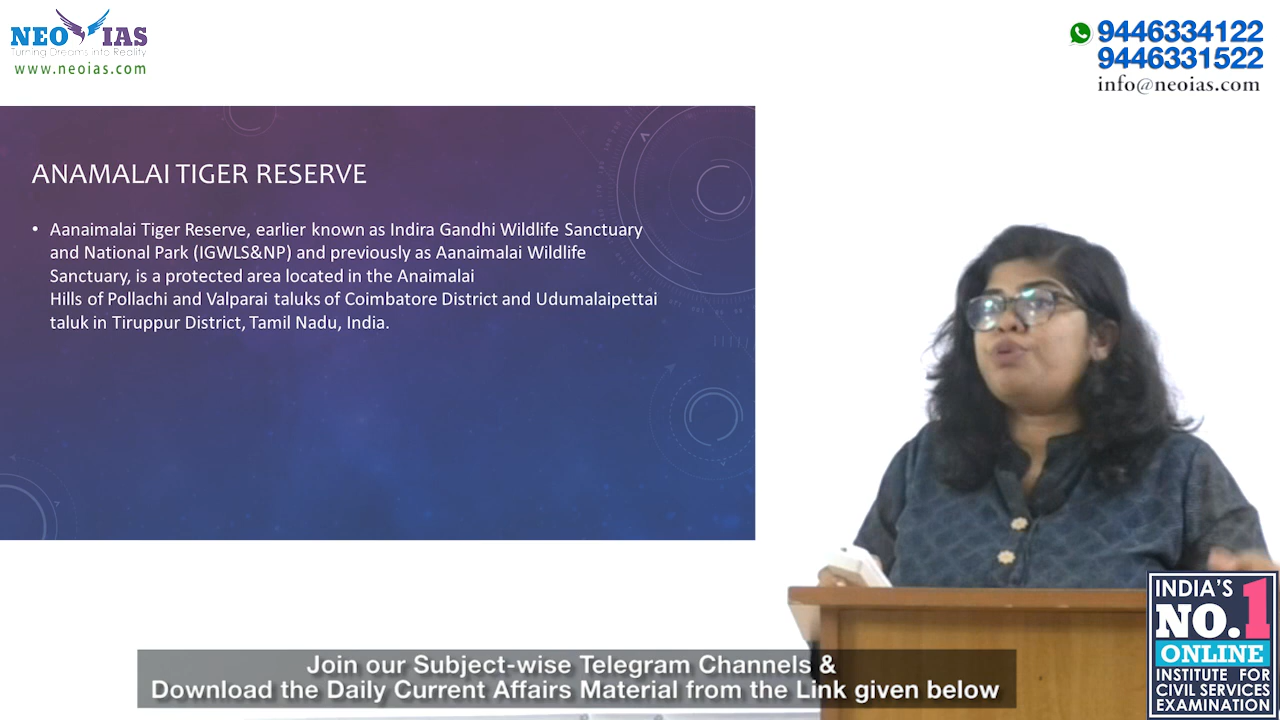 NEO IAS
Turning Dreams into Reality
www.neoias.com
9446334122
9446331522
info@neoias.com
ANAMALAI TIGER RESERVE
• Aanaimalai Tiger Reserve, earlier known as Indira Gandhi Wildlife Sanctuary
and National Park (IGWLS&NP) and previously as Aanaimalai Wildlife
Sanctuary, is a protected area located in the Anaimalai
Hills of Pollachi and Valparai taluks of Coimbatore District and Udumalaipettai
taluk in Tiruppur District, Tamil Nadu, India.
Join our Subject-wise Telegram Channels &
Download the Daily Current Affairs Material from the Link given below
INDIA'S
NO.1
ONLINE
INSTITUTE FOR
CIVIL SERVICES
EXAMINATION